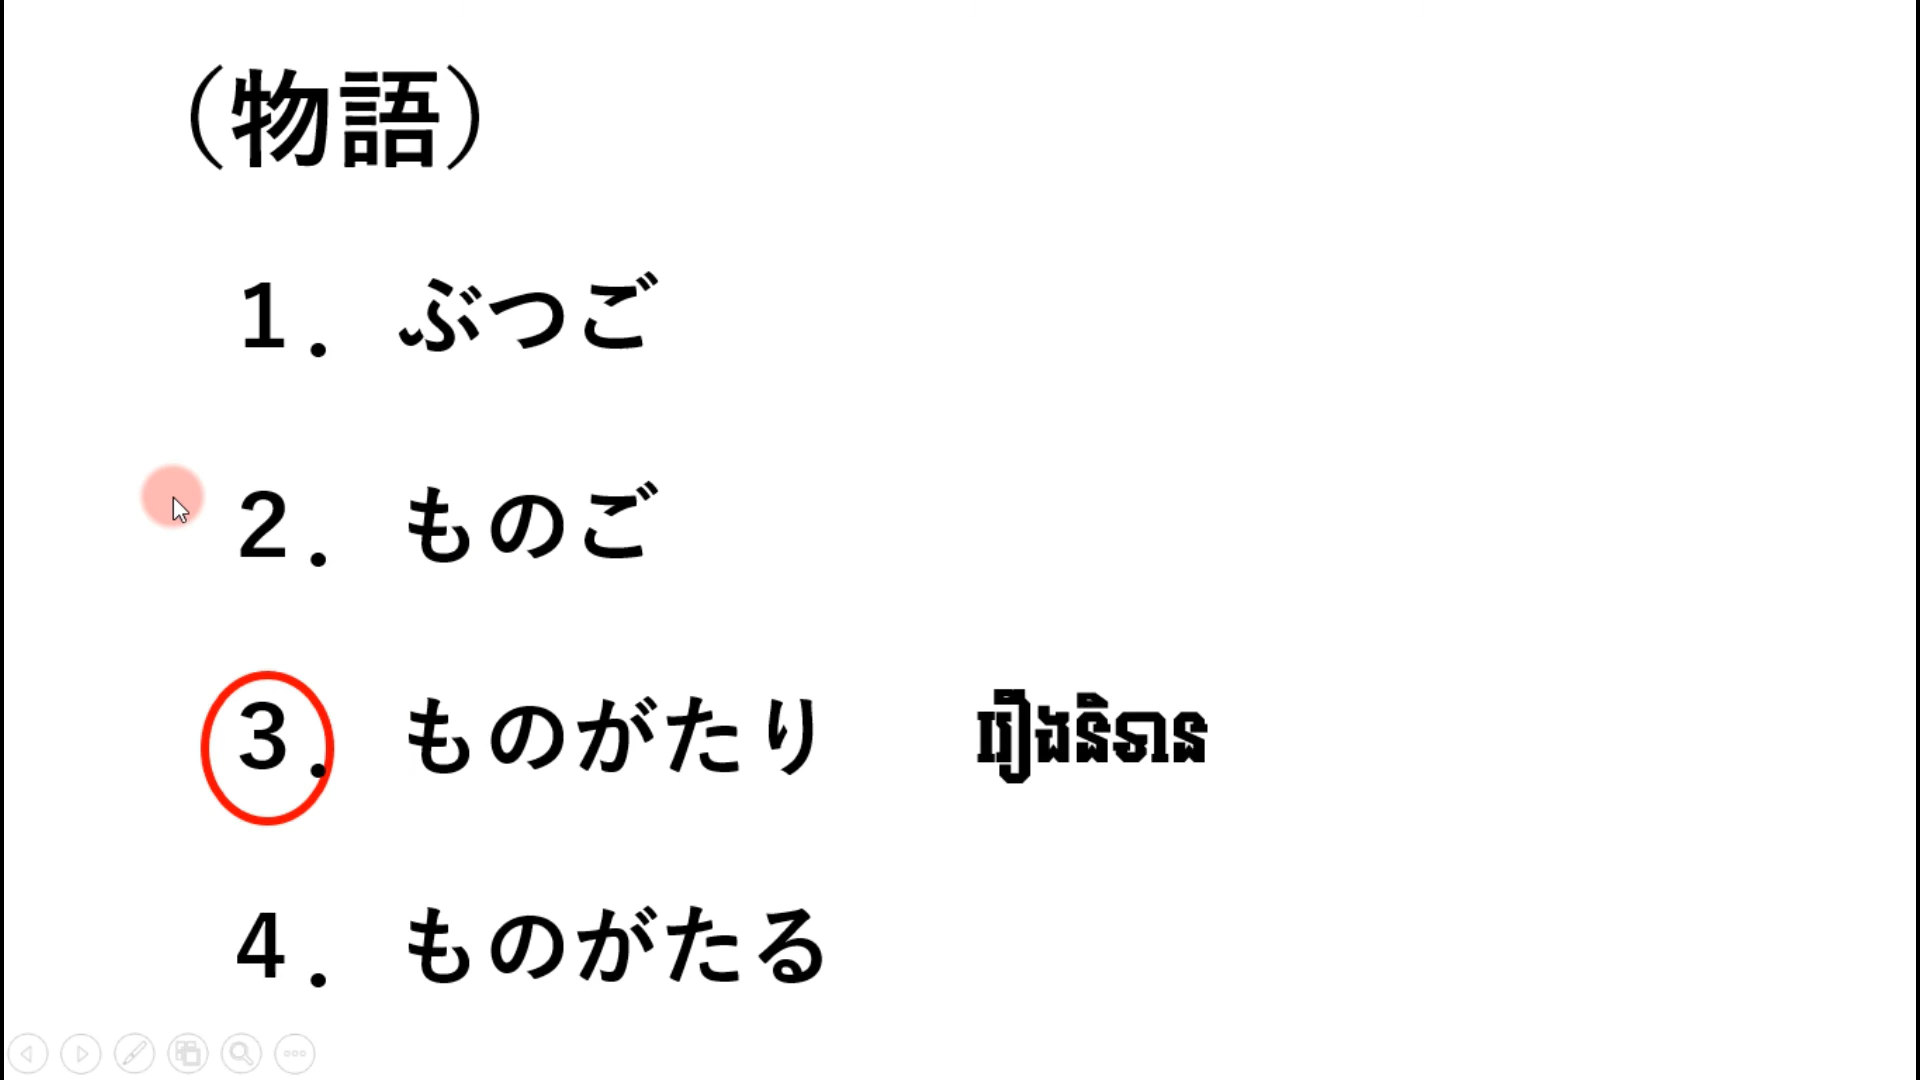 （物語）
１．ぶつご
２．ものご
３．ものがたり　រឿងនិទាន
４．ものがたる